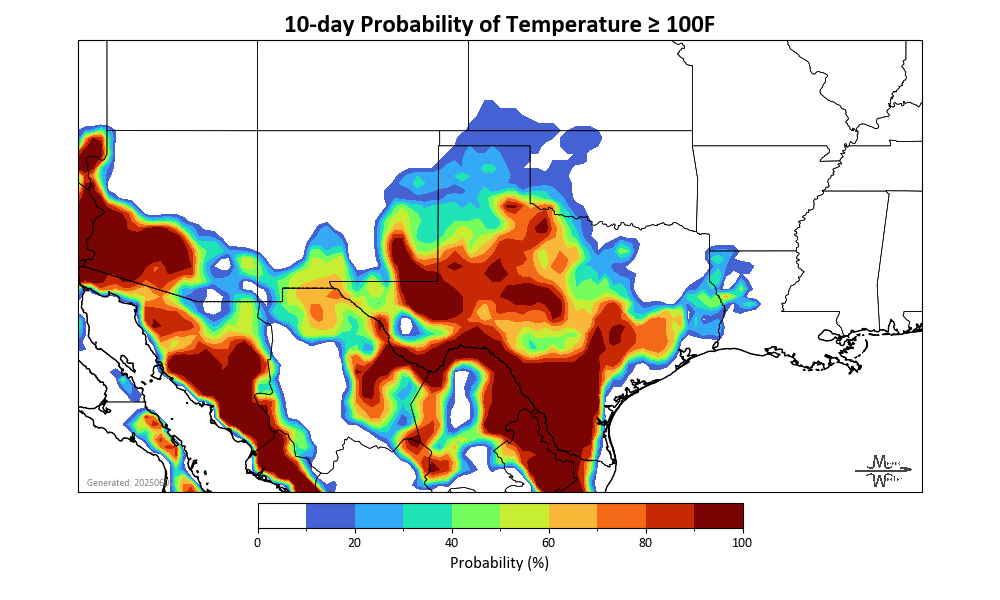 10-day Probability of Temperature ≥ 100F
Generated: 202506
0 20 40 60 80 100
Probability (%)